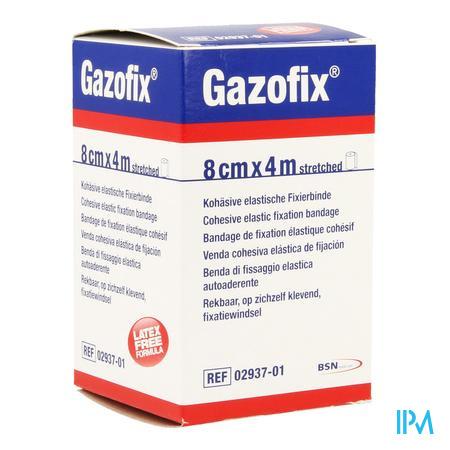 Gazofix®
8 cm x 4 m stretched
Kohäsive elastische Fixierbinde
Cohesive elastic fixation bandage
Bandage de fixation élastique cohésif
Venda cohesiva elástica de fijación
Benda di fissaggio elastica
autoaderente
Rekbaar, op zichzelf klevend,
fixatiewindsel
LATEX
FREE
FORMULA
REF 02937-01
Gazofix®
8 cm x 4 m stretched
Kohäsive elastische Fixierbinde
Cohesive elastic fixation bandage
Bandage de fixation élastique cohésif
Venda cohesiva elástica de fijación
Benda di fissaggio elastica
autoaderente
Rekbaar, op zichzelf klevend,
fixatiewindsel
REF 02937-01
BSN medical
IPM